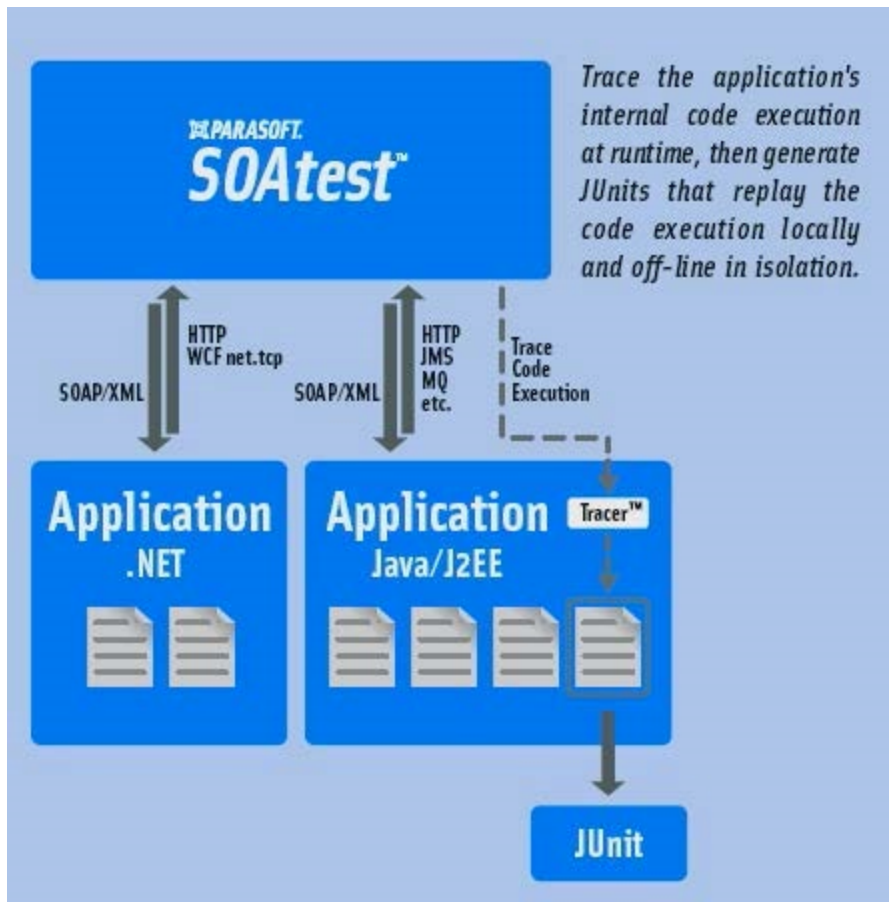 PARASOFT.
SOAtest™
Trace the application's
internal code execution
at runtime, then generate
JUnits that replay the
code execution locally
and off-line in isolation.
HTTP
WCF net.tcp
SOAP/XML
HTTP
JMS
MQ
etc.
SOAP/XML
Trace
Code
Execution
Application
.NET
Application
Java/J2EE
Tracer™
JUnit